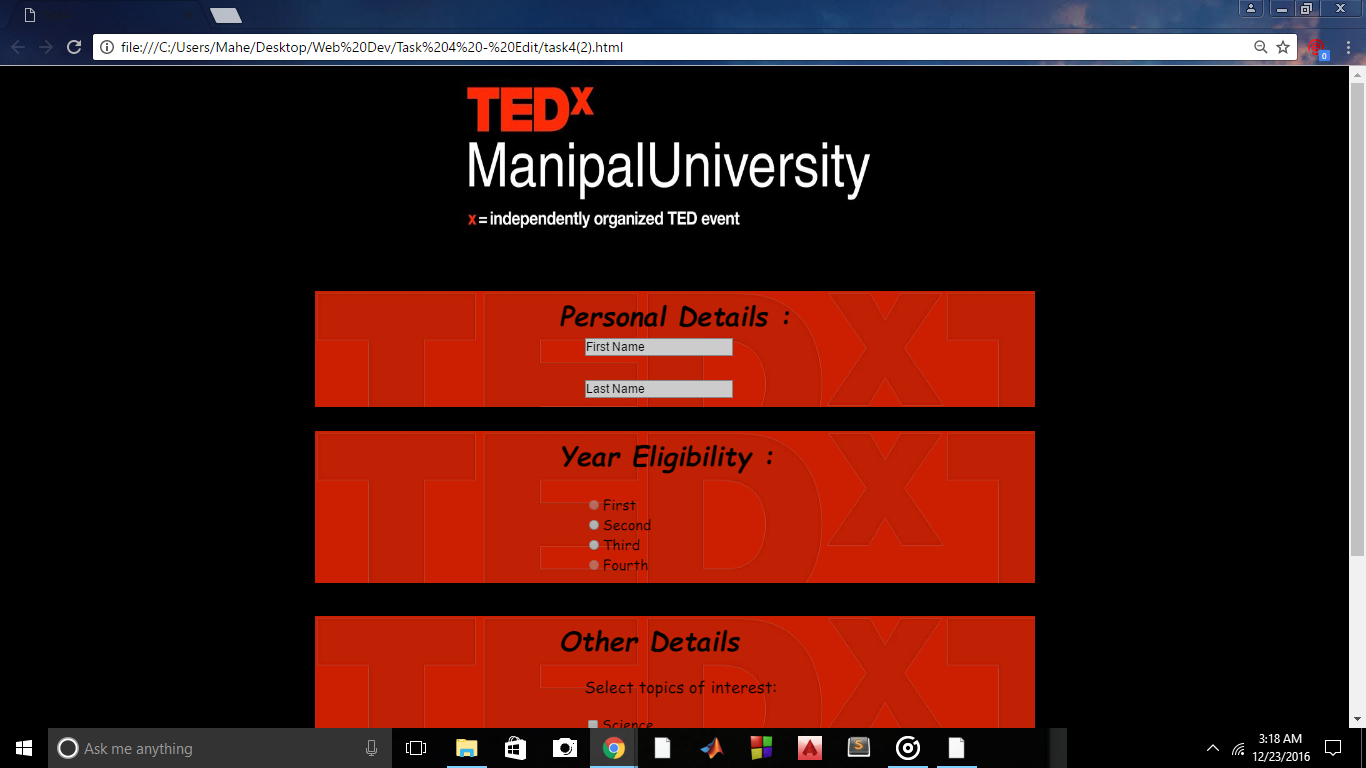 file:///C:/Users/Mahe/Desktop/Web%20Dev/Task%204%20-%20Edit/task4(2).html
0
TEDx
ManipalUniversity
x = independently organized TED event
Personal Details :
First Name
Last Name
Year Eligibility :
First
Second
Third
Fourth
Other Details
Select topics of interest:
Science
Ask me anything
S
3:18 AM
12/23/2016